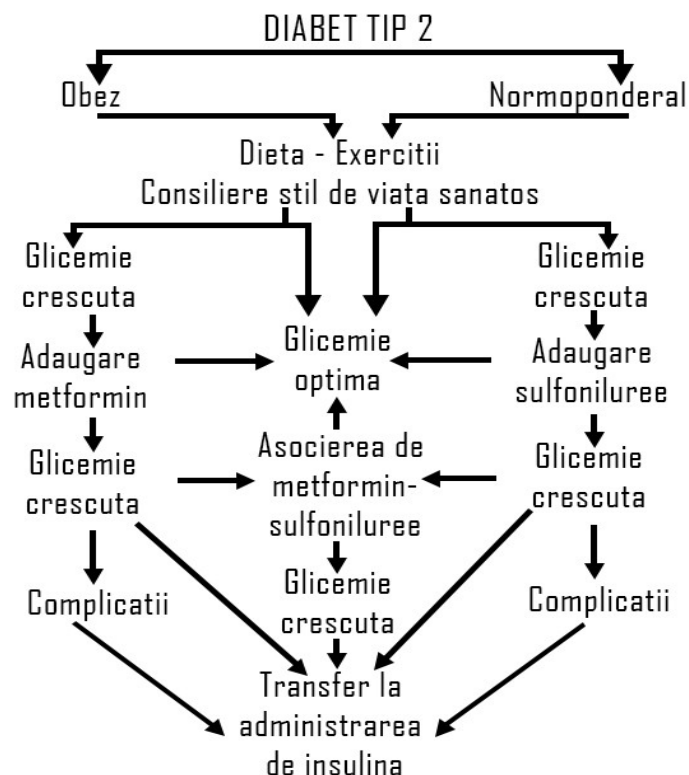 DIABET TIP 2
Obez
Normoponderal
Dieta - Exercitii
Consiliere stil de viata sanatos
Glicemie
crescuta
Glicemie
crescuta
Glicemie
optima
Adaugare
metformin
Adaugare
sulfoniluree
Asocierea de
metformin-
sulfoniluree
Glicemie
crescuta
Glicemie
crescuta
Glicemie
crescuta
Complicatii
Complicatii
Transfer la
administrarea
de insulina